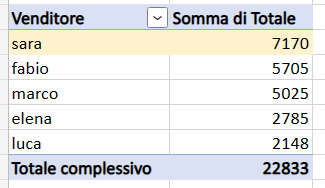 Venditore Somma di Totale
sara 7170
fabio 5705
marco 5025
elena 2785
luca 2148
Totale complessivo 22833